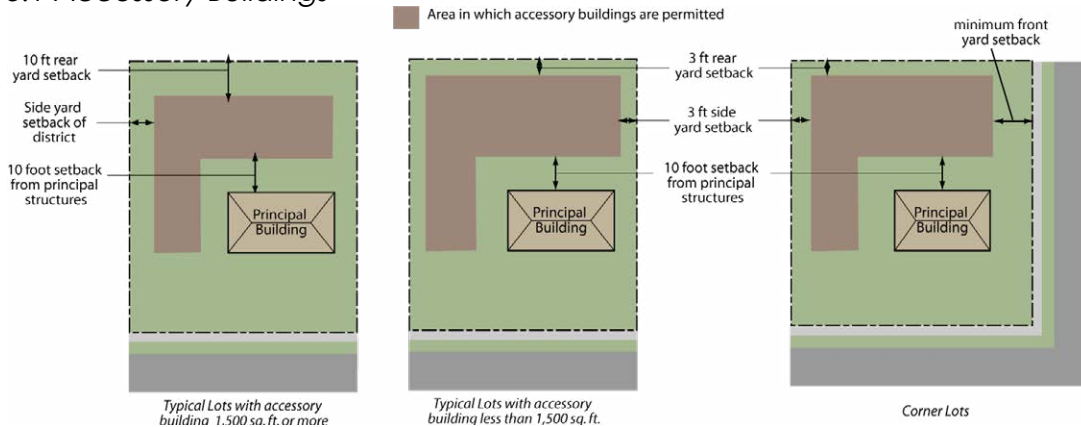 Accessory Buildings
Area in which accessory buildings are permitted
10 ft rear
yard setback
Side yard
setback of
district
10 foot setback
from principal
structures
Principal
Building
Typical Lots with accessory
building 1,500 sq. ft. or more
3 ft rear
yard setback
3 ft side
yard setback
10 foot setback
from principal
structures
Principal
Building
Typical Lots with accessory
building less than 1,500 sq. ft.
minimum front
yard setback
Principal
Building
Corner Lots